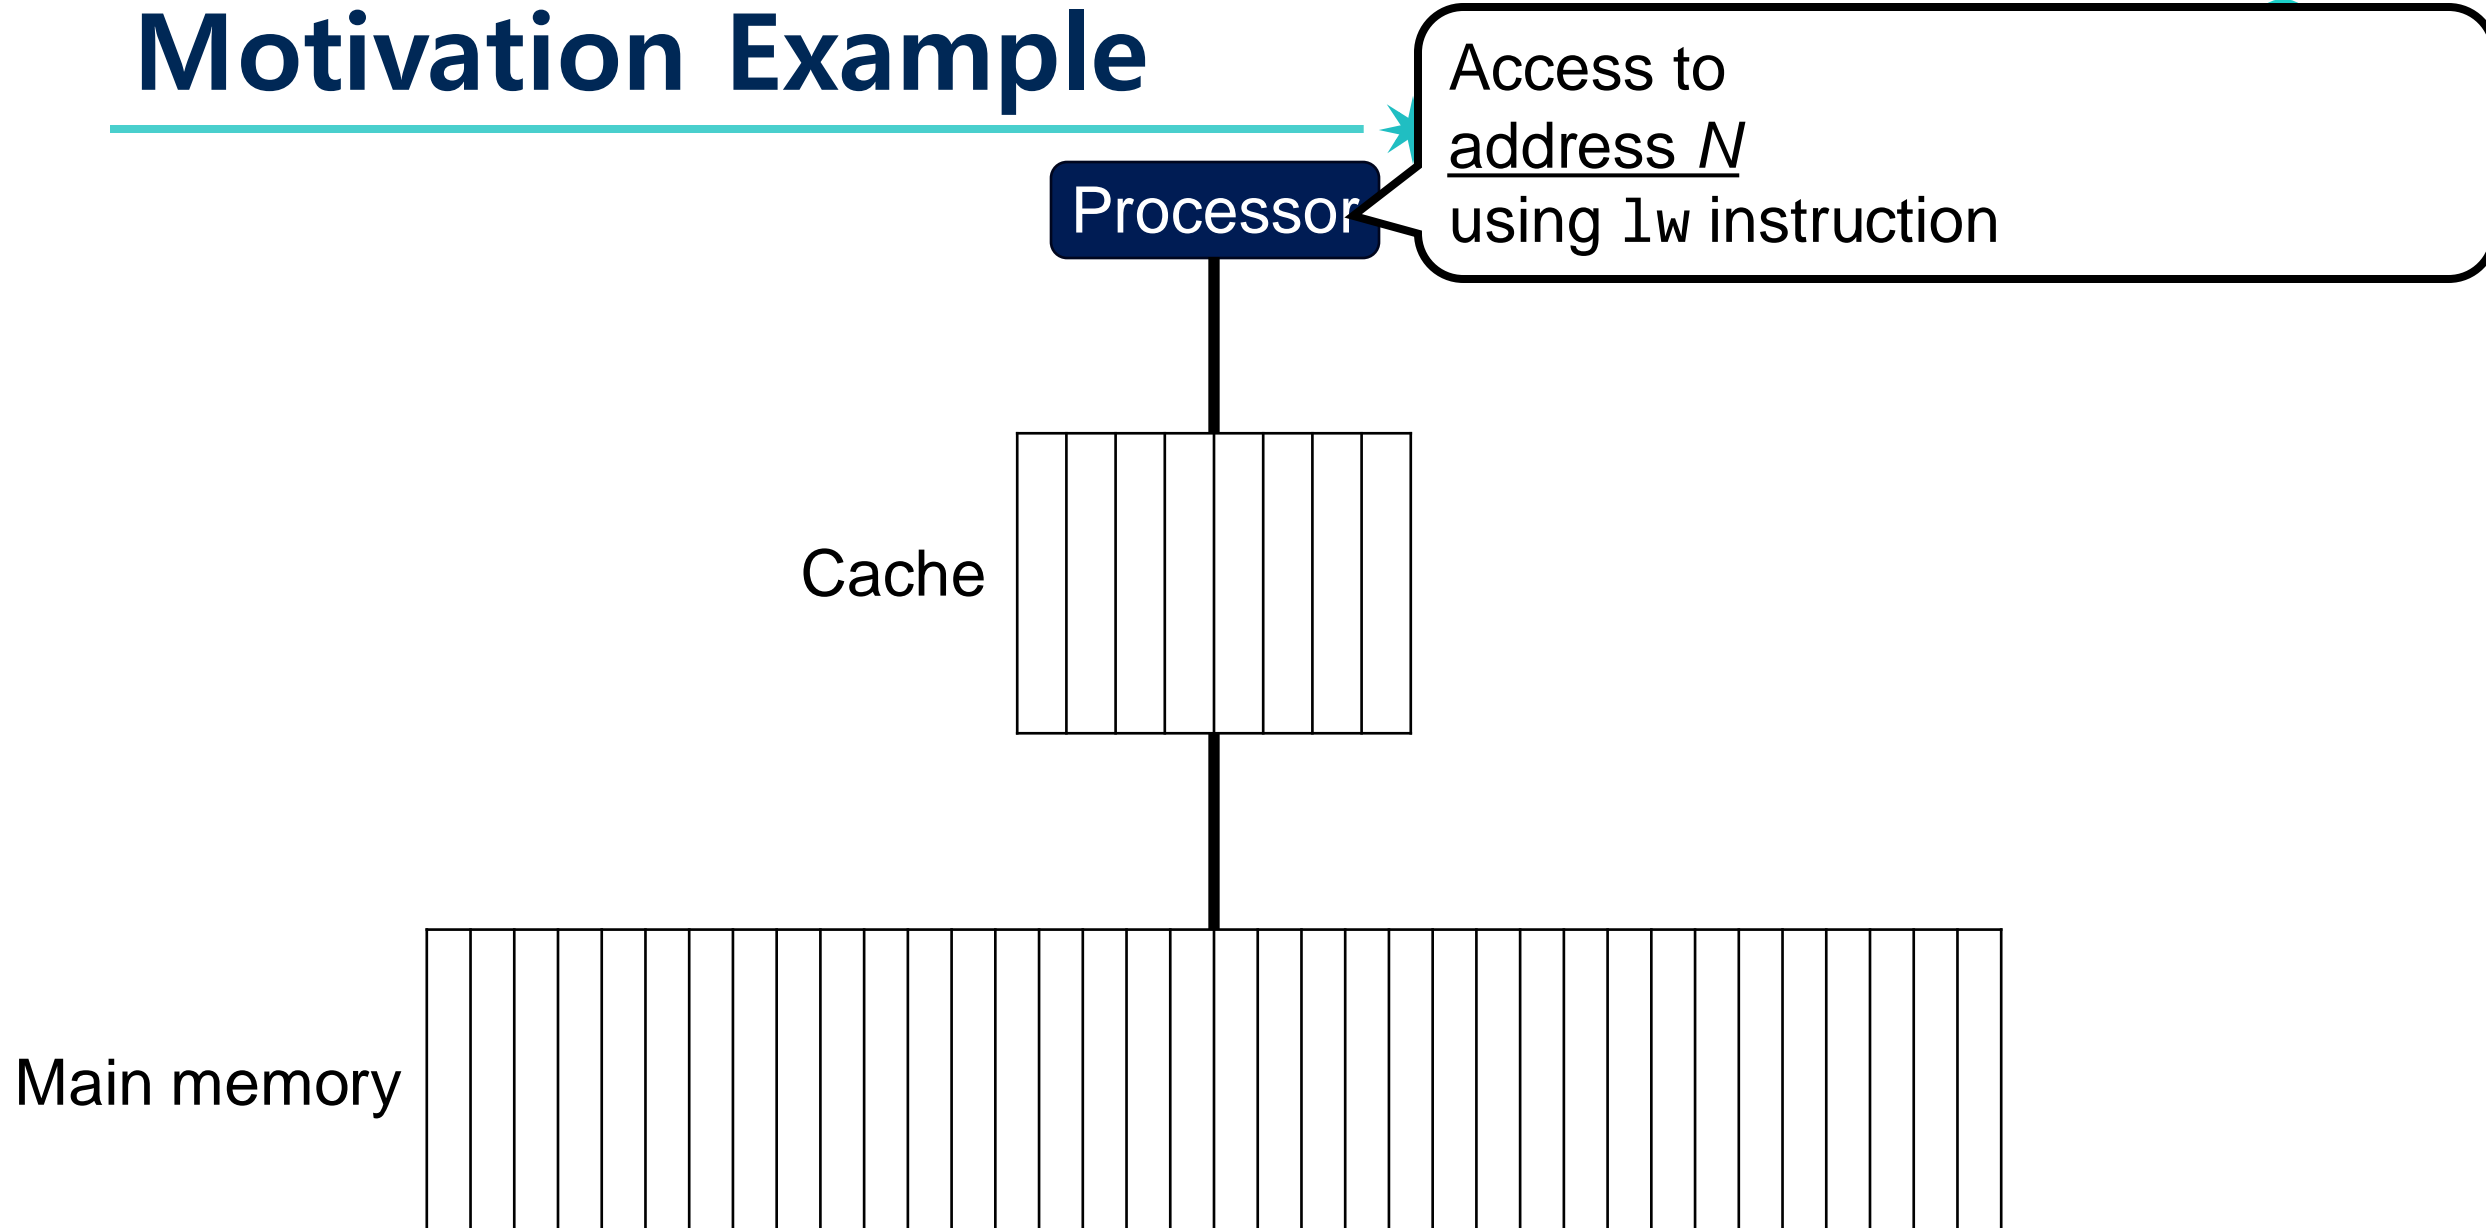 Motivation Example
Access to
address N
using lw instruction
Processor
Cache
Main memory